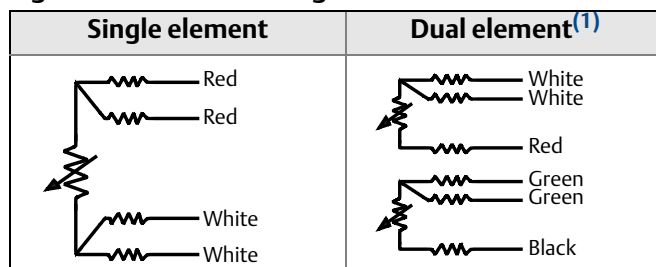 Single element
Dual element(1)
Red
Red
White
White
White
White
Red
Green
Green
Black